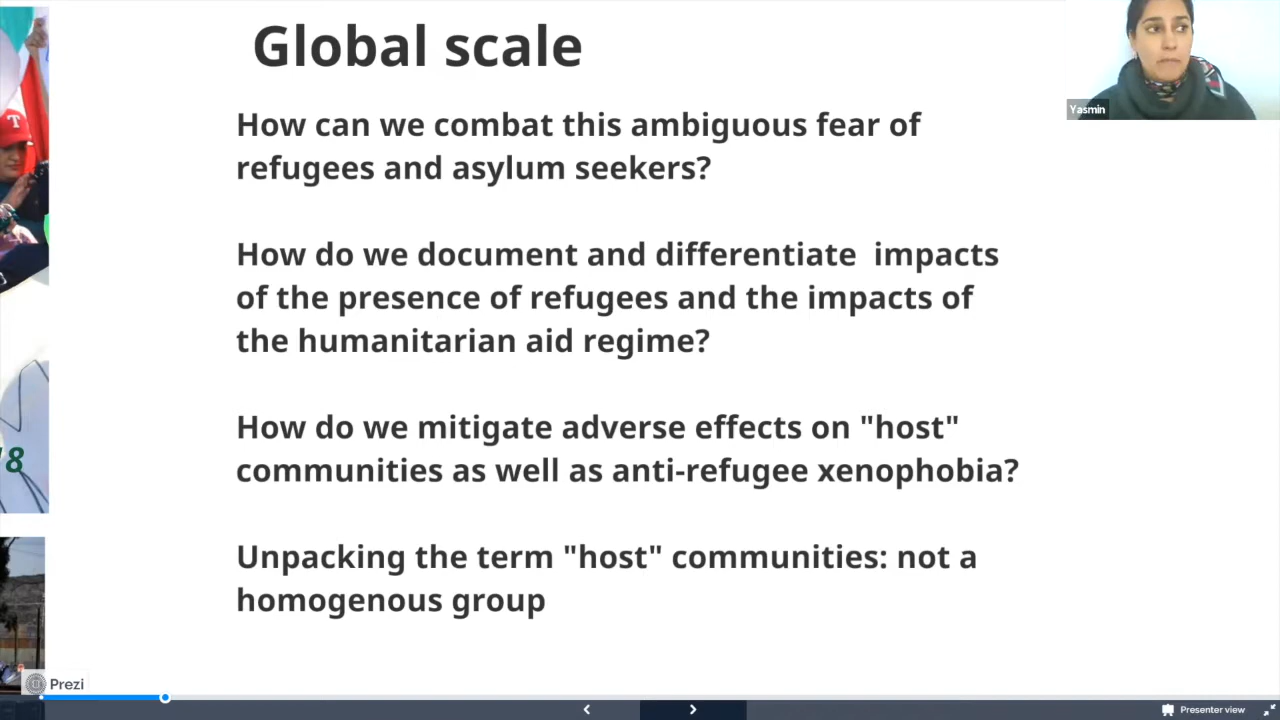 Global scale
How can we combat this ambiguous fear of
refugees and asylum seekers?
How do we document and differentiate  impacts
of the presence of refugees and the impacts of
the humanitarian aid regime?
How do we mitigate adverse effects on "host"
communities as well as anti-refugee xenophobia?
Unpacking the term "host" communities: not a
homogenous group
Yasmin
T
8
Prezi
Presenter view